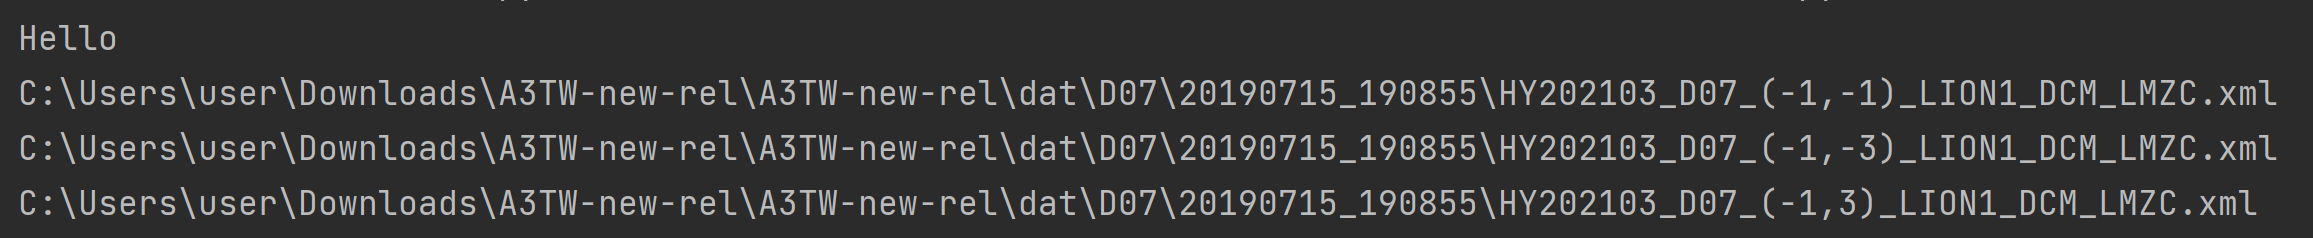 Hello
C:\Users\user\Downloads\A3TW-new-rel\A3TW-new-rel\dat\D07\20190715_190855\HY202103_D07_(-1,-1)_LION1_DCM_LMZC.xml
C:\Users\user\Downloads\A3TW-new-rel\A3TW-new-rel\dat\D07\20190715_190855\HY202103_D07_(-1,-3)_LION1_DCM_LMZC.xml
C:\Users\user\Downloads\A3TW-new-rel\A3TW-new-rel\dat\D07\20190715_190855\HY202103_D07_(-1,3)_LION1_DCM_LMZC.xml